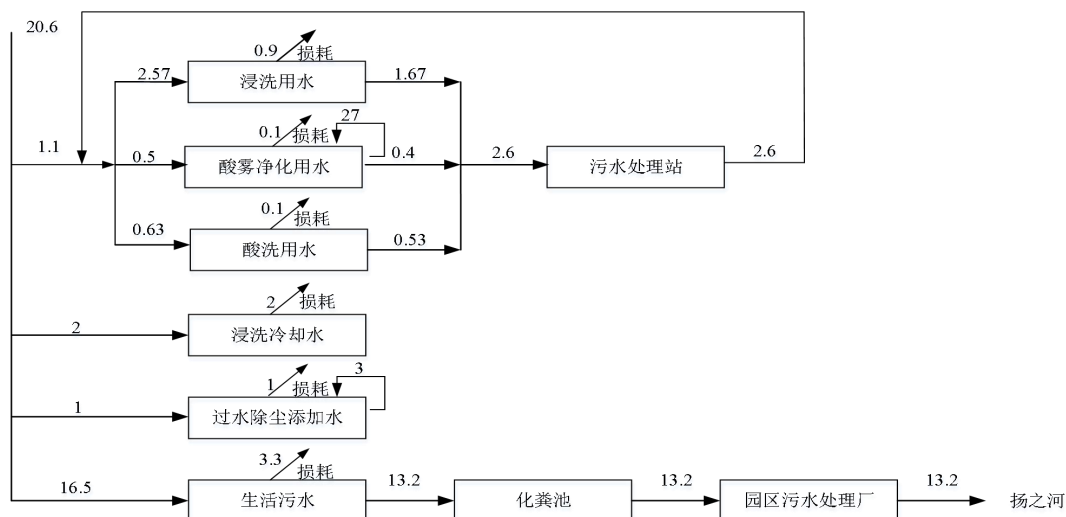 20.6
0.9 损耗
2.57 浸洗用水 1.67
0.1 损耗 27
1.1 0.5 酸雾净化用水 0.4 2.6 污水处理站 2.6
0.1 损耗
0.63 酸洗用水 0.53
2 损耗
2 浸洗冷却水
1 损耗 3
1 过水除尘添加水
3.3 损耗
16.5 生活污水 13.2 化粪池 13.2 园区污水处理厂 13.2 扬之河